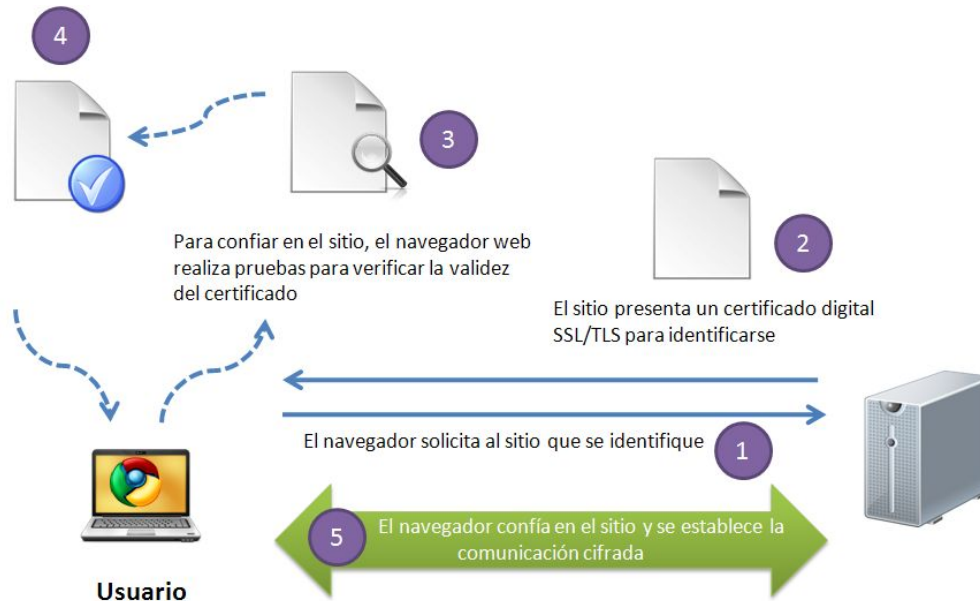 4
3
Para confiar en el sitio, el navegador web
realiza pruebas para verificar la validez
del certificado
2
El sitio presenta un certificado digital
SSL/TLS para identificarse
El navegador solicita al sitio que se identifique
1
5
El navegador confía en el sitio y se establece la
comunicación cifrada
Usuario